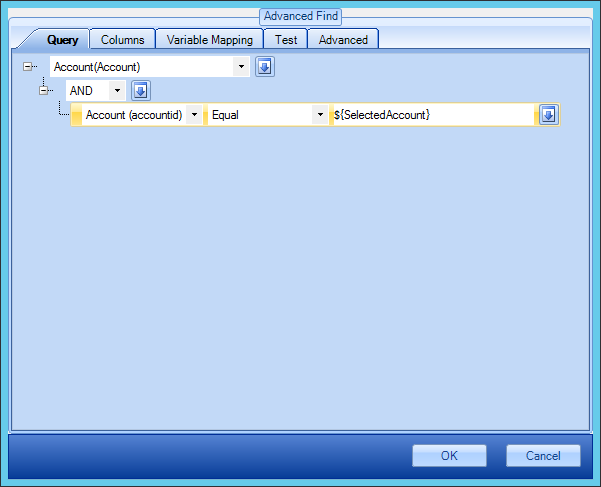 Advanced Find
Query Columns Variable Mapping Test Advanced
Account(Account)
AND
Account (accountid) Equal ${SelectedAccount}
OK Cancel